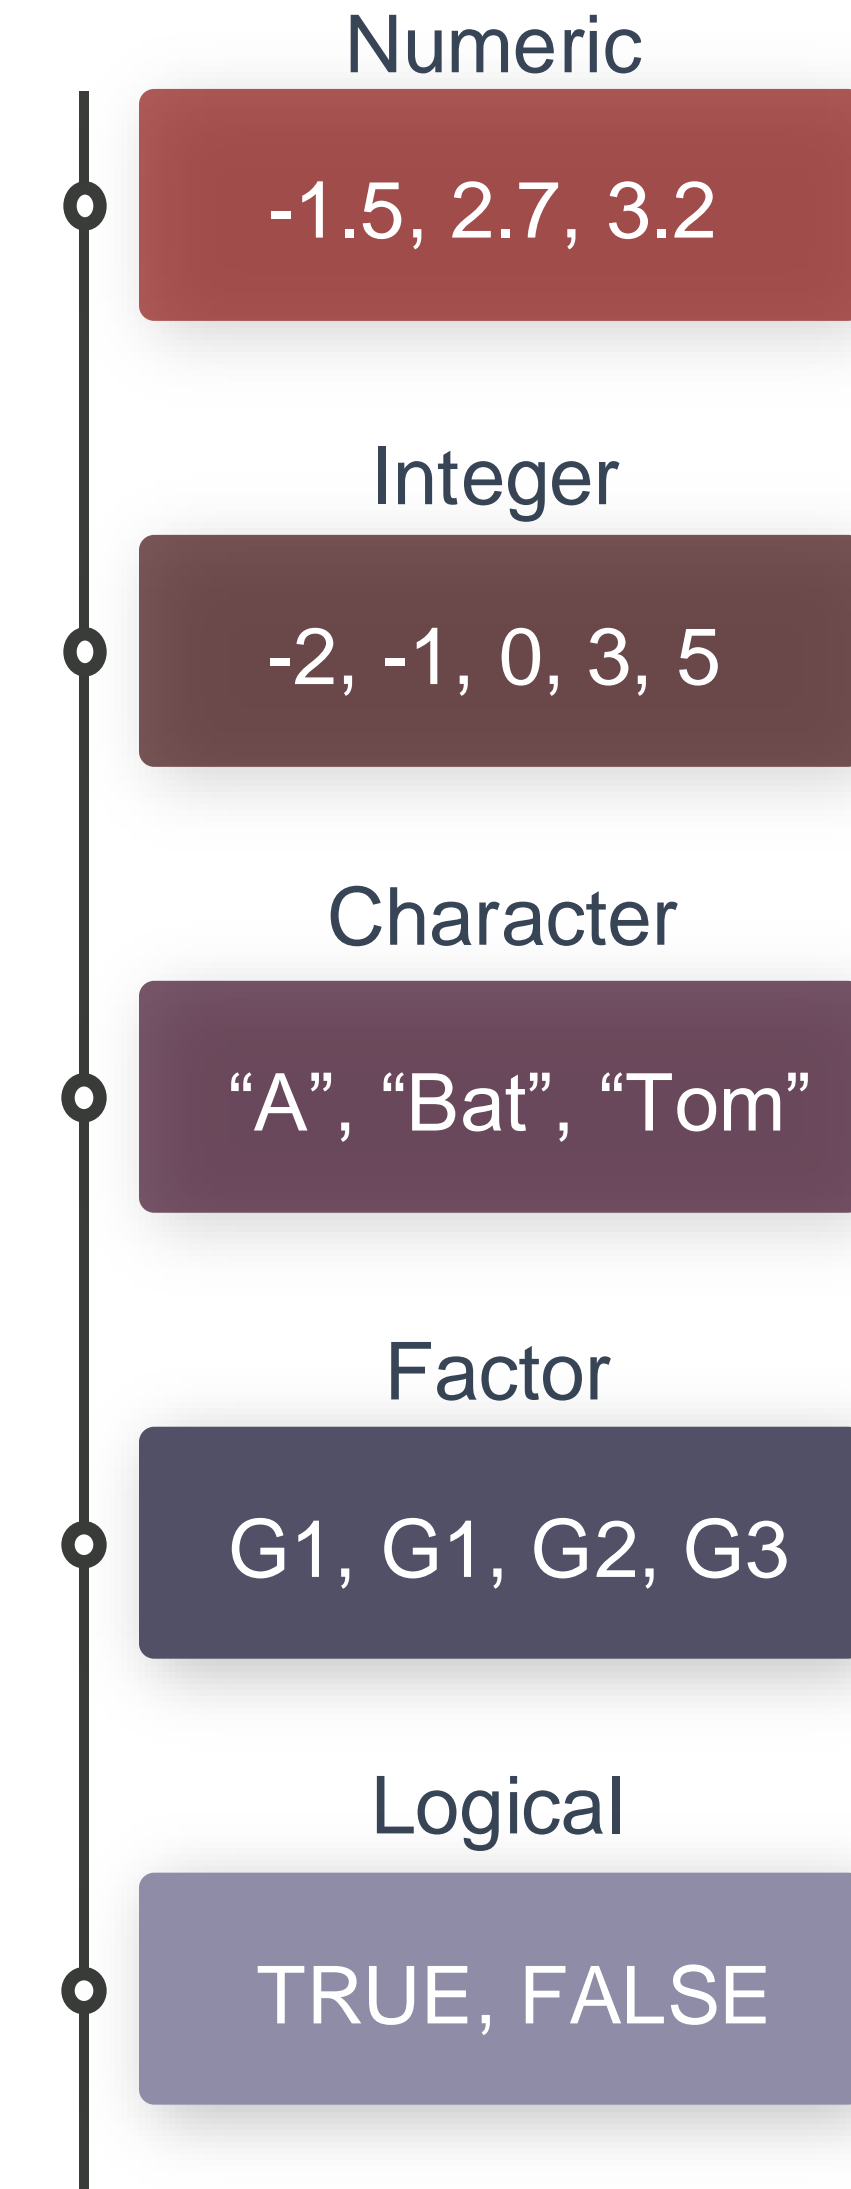 Numeric
-1.5, 2.7, 3.2
Integer
-2, -1, 0, 3, 5
Character
“A”, “Bat”, “Tom”
Factor
G1, G1, G2, G3
Logical
TRUE, FALSE